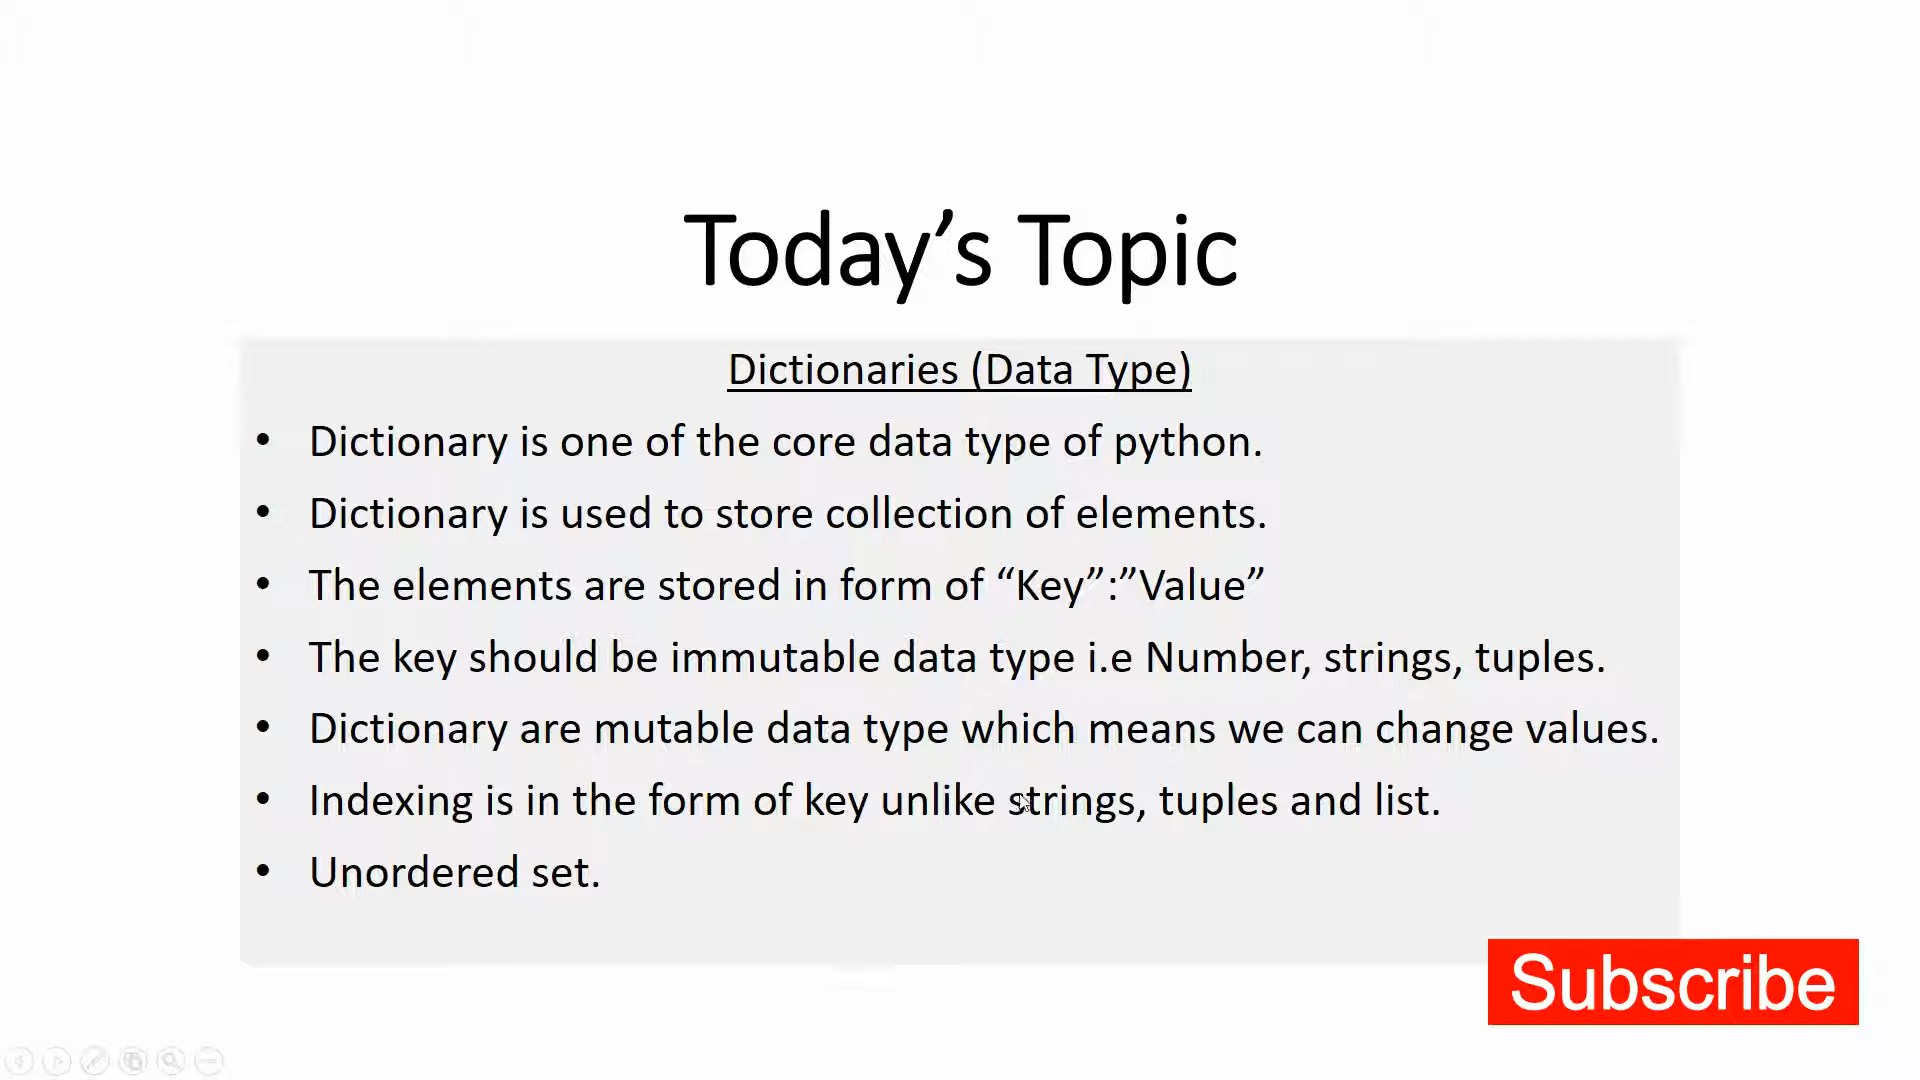 Today’s Topic
Dictionaries (Data Type)
• Dictionary is one of the core data type of python.
• Dictionary is used to store collection of elements.
• The elements are stored in form of “Key”:”Value”
• The key should be immutable data type i.e Number, strings, tuples.
• Dictionary are mutable data type which means we can change values.
• Indexing is in the form of key unlike strings, tuples and list.
• Unordered set.
Subscribe